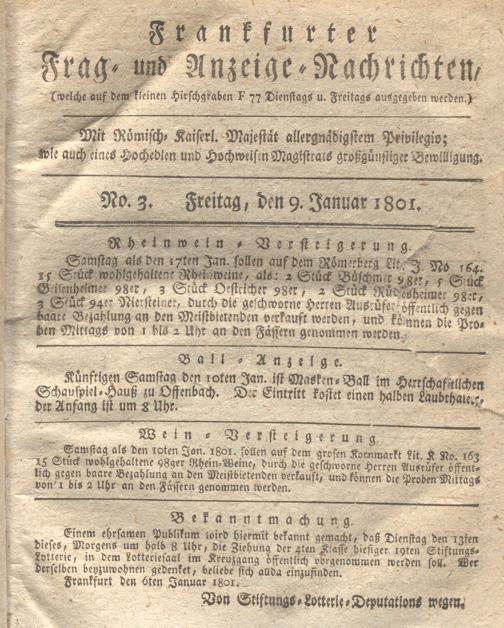 Frankfurter
Frag- und Anzeige-Nachrichten,
(welche auf dem kleinen Hirschgraben F 77 Dienstags u. Freitags ausgegeben werden.)
Mit Römisch-Kaiserl. Majestät allergnädigstem Privilegio;
wie auch eines Hochedlen und Hochweisen Magistrats großgünstiger Bewilligung.
No. 3. Freitag, den 9. Januar 1801.
Rheinwein-Versteigerung.
Samstag als den 17ten Jan. sollen auf dem Römerberg Lit. J. No 164.
15 Stück wohlgehaltene Rheinweine, als: 2 Stück Büschmer 98er, 5 Stück
Geisenheimer 98er, 3 Stück Oestricher 98er, 2 Stück Rüdesheimer 98er,
3 Stück 94er Niersteiner, durch die geschworne Herren Ausrüfer öffentlich gegen
baare Bezahlung an den Meistbietenden verkauft werden, und können die Pro-
ben Mittags von 1 bis 2 Uhr an den Fässern genommen werden.
Ball-Anzeige.
Künftigen Samstag den 10ten Jan. ist Masken-Ball im Herrschaftlichen
Schauspiel-Hauß zu Offenbach. Der Eintritt kostet einen halben Laubthaler,
der Anfang ist um 8 Uhr.
Wein-Versteigerung
Samstag als den 10ten Jan. 1801. sollen auf dem großen Kornmarkt Lit. K No. 163
15 Stück wohlgehaltene 98ger Rhein-Weine, durch die geschworne Herren Ausrüfer öffent-
lich gegen baare Bezahlung an den Meistbietenden verkauft, und können die Proben Mittags
von 1 bis 2 Uhr an den Fässern genommen werden.
Bekanntmachung.
Einem ehrsamen Publikum wird hiermit bekannt gemacht, daß Dienstag den 13ten
dieses, Morgens um halb 8 Uhr, die Ziehung der 4ten Klasse hiesiger 19ten Stiftungs-
Lotterie, in dem Lotteriesaal im Kreuzgang öffentlich vorgenommen werden soll. Wer
derselben beyzuwohnen gedenket, beliebe sich allda einzufinden.
Frankfurt den 6ten Januar 1801.
Von Stiftungs-Lotterie-Deputations wegen.